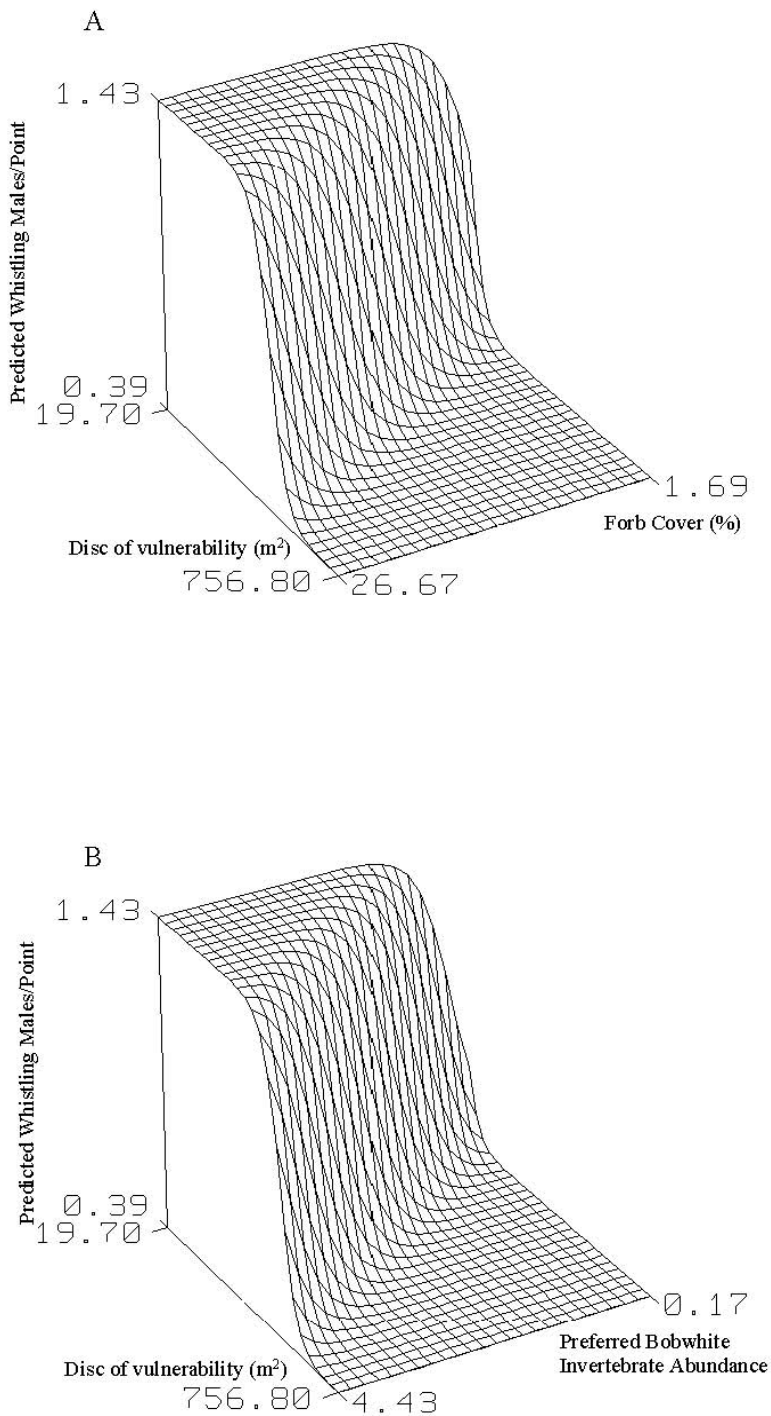 A
1.43
Predicted Whistling Males/Point
0.39
19.70
1.69
Forb Cover (%)
Disc of vulnerability (m²)
756.80
26.67
B
1.43
Predicted Whistling Males/Point
0.39
19.70
0.17
Preferred Bobwhite
Invertebrate Abundance
Disc of vulnerability (m²)
756.80
4.43